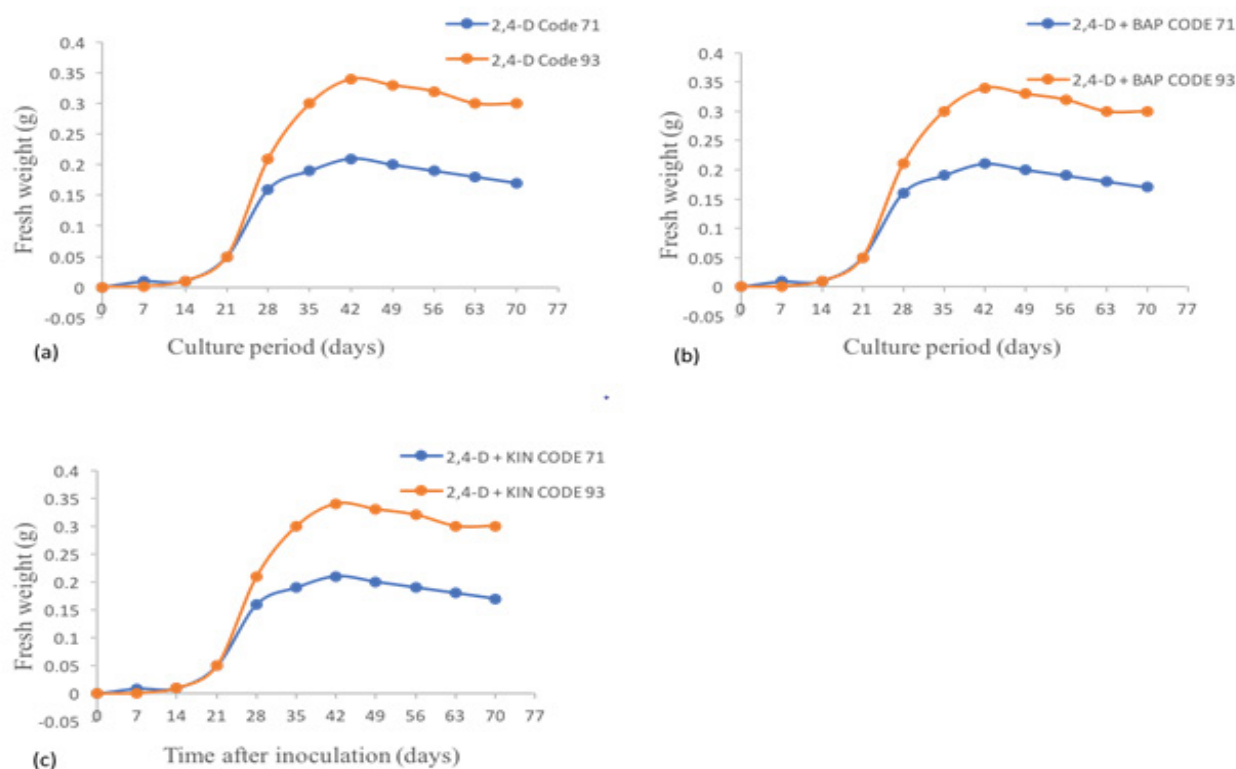 2,4-D Code 71
2,4-D Code 93
Fresh weight (g)
0.4
0.35
0.3
0.25
0.2
0.15
0.1
0.05
0
-0.05
0 7 14 21 28 35 42 49 56 63 70 77
Culture period (days)
(a)
2,4-D + BAP CODE 71
2,4-D + BAP CODE 93
Fresh weight (g)
0.4
0.35
0.3
0.25
0.2
0.15
0.1
0.05
0
-0.05
0 7 14 21 28 35 42 49 56 63 70 77
Culture period (days)
(b)
2,4-D + KIN CODE 71
2,4-D + KIN CODE 93
Fresh weight (g)
0.4
0.35
0.3
0.25
0.2
0.15
0.1
0.05
0
-0.05
0 7 14 21 28 35 42 49 56 63 70 77
Time after inoculation (days)
(c)